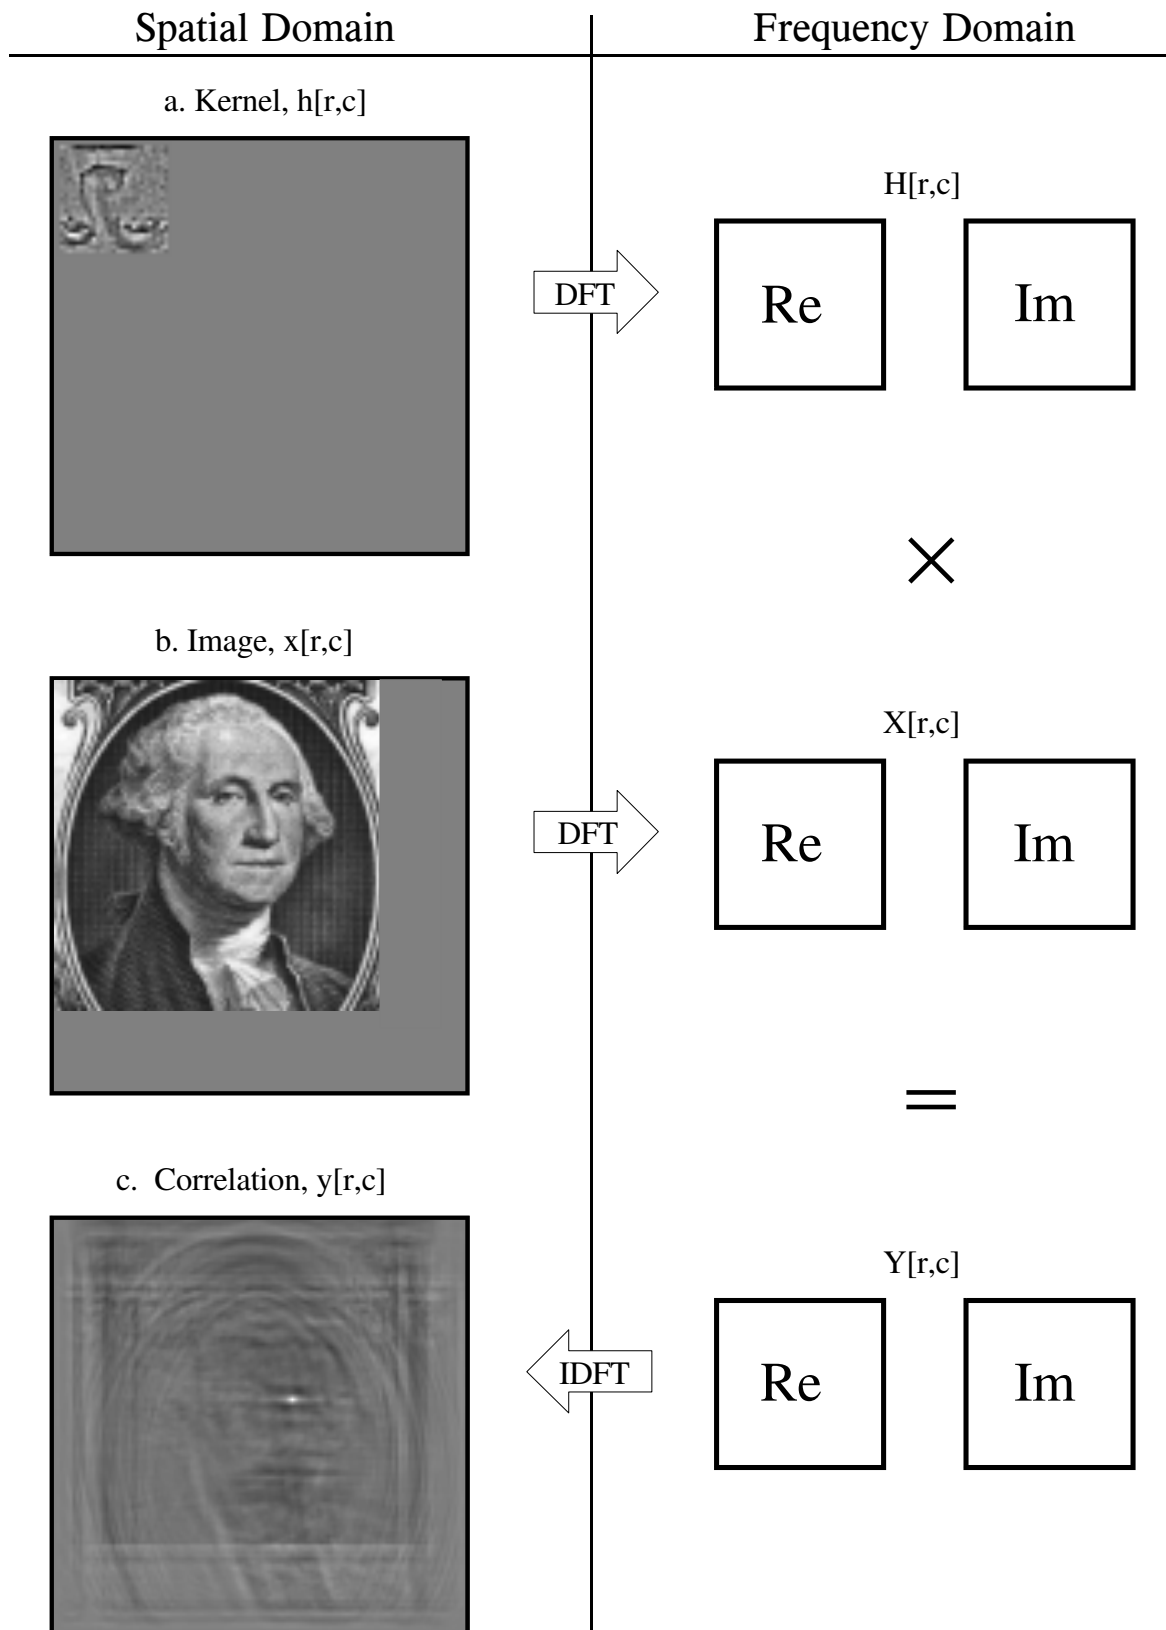 Spatial Domain
Frequency Domain
a. Kernel, h[r,c]
H[r,c]
DFT
Re
Im
×
b. Image, x[r,c]
X[r,c]
DFT
Re
Im
=
c. Correlation, y[r,c]
Y[r,c]
IDFT
Re
Im